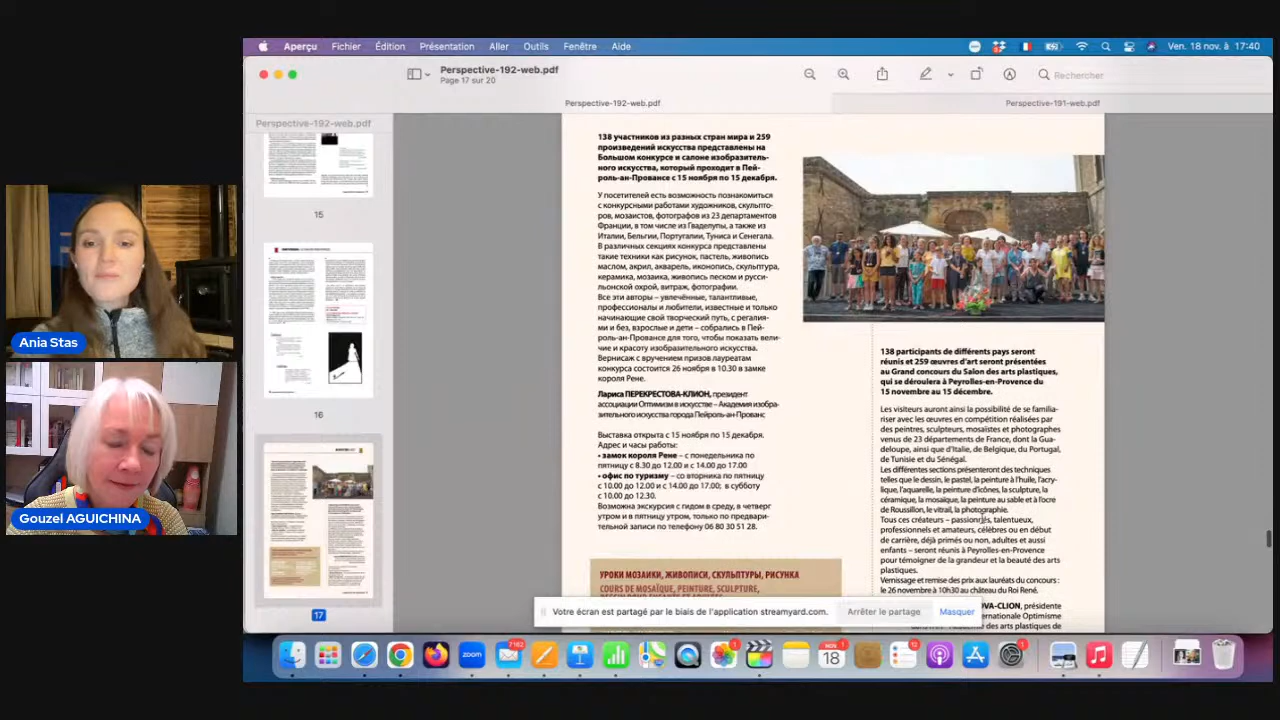 Aperçu Fichier Édition Présentation Aller Outils Fenêtre Aide Ven. 18 nov. à 17:40
Perspective-192-web.pdf
Page 17 sur 20
Rechercher
Perspective-192-web.pdf Perspective-191-web.pdf
Perspective-192-web.pdf
15
16
17
Ania Stas
Gouzel AGUICHINA
138 участников из разных стран мира и 259
произведений искусства представлены на
Большом конкурсе и салоне изобразитель-
ного искусства, который проходит в Пей-
роль-ан-Провансе с 15 ноября по 15 декабря.
У посетителей есть возможность познакомиться
с конкурсными работами художников, скульпто-
ров, мозаистов, фотографов из 23 департаментов
Франции, в том числе из Гваделупы, а также из
Италии, Бельгии, Португалии, Туниса и Сенегала.
В различных секциях конкурса представлены
такие техники как рисунок, пастель, живопись
маслом, акрил, акварель, иконопись, скульптура,
керамика, мозаика, живопись песком и русси-
льонской охрой, витраж, фотографии.
Все эти авторы – увлечённые, талантливые,
профессионалы и любители, известные и только
начинающие свой творческий путь, с регалия-
ми и без, взрослые и дети – собрались в Пей-
роль-ан-Провансе для того, чтобы показать вели-
чие и красоту изобразительного искусства.
Вернисаж с вручением призов лауреатам
конкурса состоится 26 ноября в 10.30 в замке
короля Рене.
Лариса ПЕРЕКРЕСТОВА-КЛИОН, президент
ассоциации Оптимизм в искусстве – Академия изобра-
зительного искусства города Пейроль-ан-Прованс
Выставка открыта с 15 ноября по 15 декабря.
Адрес и часы работы:
• замок короля Рене – с понедельника по
пятницу с 8.30 до 12.00 и с 14.00 до 17.00
• офис по туризму – со вторника по пятницу
с 10.00 до 12.00 и с 14.00 до 17.00; в субботу
с 10.00 до 12.30.
Возможна экскурсия с гидом в среду, в четверг
утром и в пятницу утром, только по предвари-
тельной записи по телефону 06 80 30 51 28.
УРОКИ МОЗАИКИ, ЖИВОПИСИ, СКУЛЬПТУРЫ, РИСУНКА
COURS DE MOSAÏQUE, PEINTURE, SCULPTURE,
138 participants de différents pays seront
réunis et 259 œuvres d'art seront présentées
au Grand concours du Salon des arts plastiques,
qui se déroulera à Peyrolles-en-Provence du
15 novembre au 15 décembre.
Les visiteurs auront ainsi la possibilité de se familia-
riser avec les œuvres en compétition réalisées par
des peintres, sculpteurs, mosaïstes et photographes
venus de 23 départements de France, dont la Gua-
deloupe, ainsi que d'Italie, de Belgique, du Portugal,
de Tunisie et du Sénégal.
Les différentes sections présenteront des techniques
telles que le dessin, le pastel, la peinture à l'huile, l'acry-
lique, l'aquarelle, la peinture d'icônes, la sculpture, la
céramique, la mosaïque, la peinture au sable et à l'ocre
de Roussillon, le vitrail, la photographie.
Tous ces créateurs – passionnés, talentueux,
professionnels et amateurs, célèbres ou en début
de carrière, déjà primés ou non, adultes et aussi
enfants – seront réunis à Peyrolles-en-Provence
pour témoigner de la grandeur et la beauté des arts
plastiques.
Vernissage et remise des prix aux lauréats du concours :
le 26 novembre à 10h30 au château du Roi René.
OVA-CLION, présidente
ernationale Optimisme
des arts plastiques de
Votre écran est partagé par le biais de l'application streamyard.com. Arrêter le partage Masquer
zoom
7162
NOV.
18
1
12
1